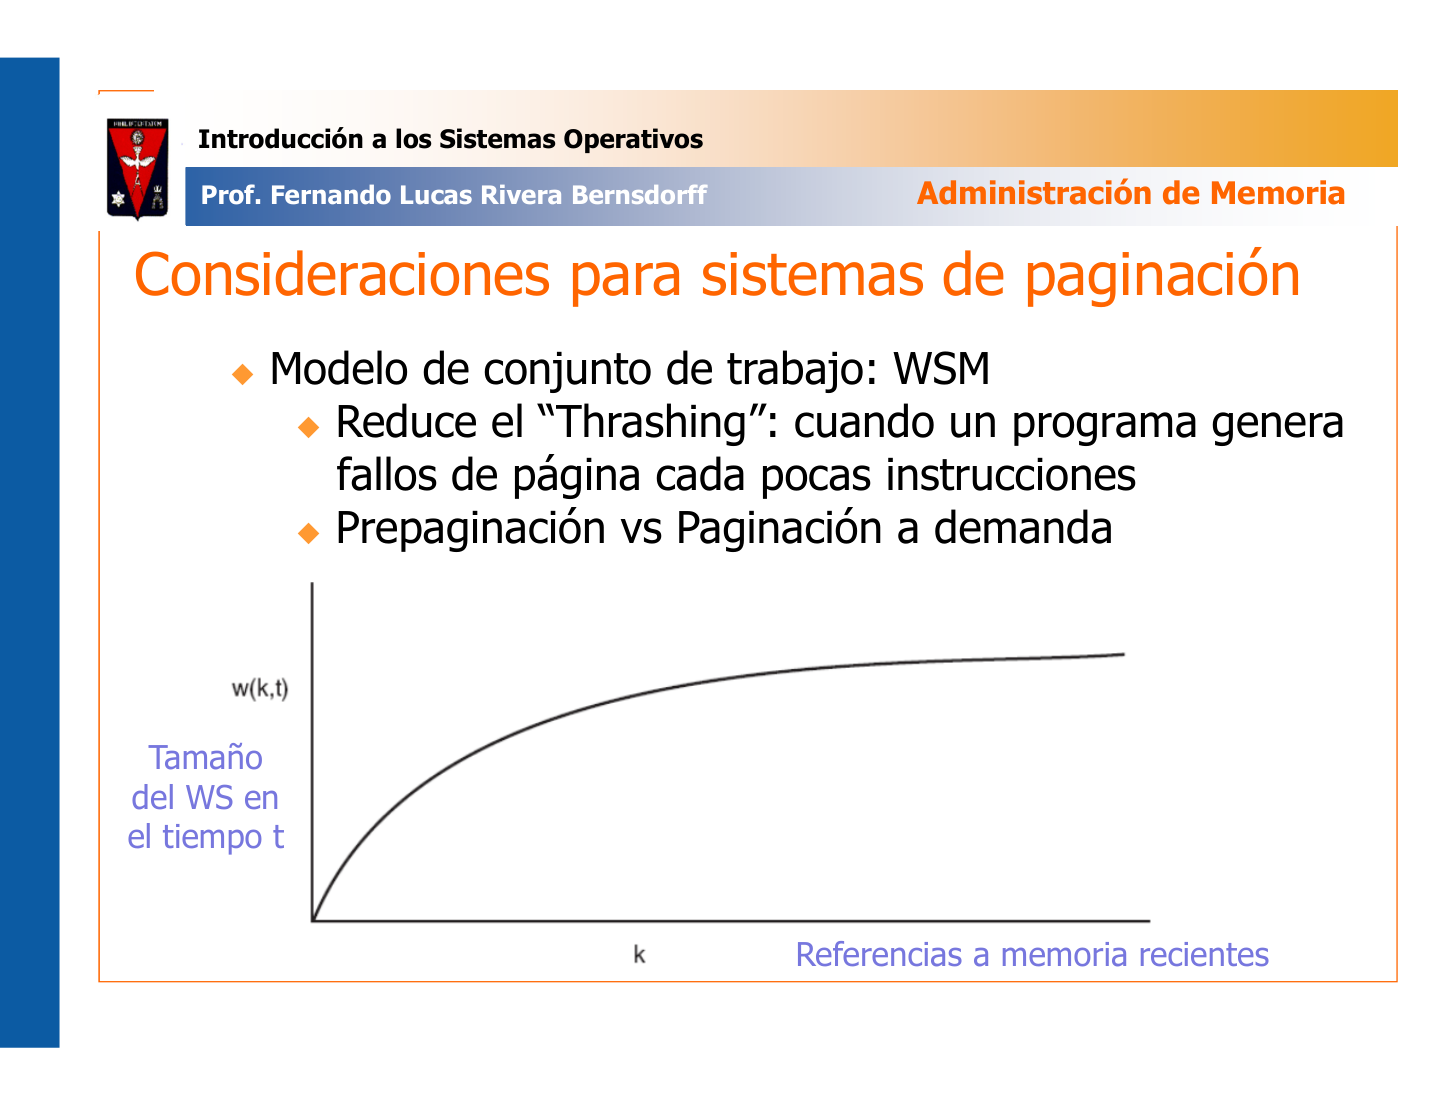 Introducción a los Sistemas Operativos
Prof. Fernando Lucas Rivera Bernsdorff
Administración de Memoria
Consideraciones para sistemas de paginación
Modelo de conjunto de trabajo: WSM
Reduce el “Thrashing”: cuando un programa genera
fallos de página cada pocas instrucciones
Prepaginación vs Paginación a demanda
w(k,t)
Tamaño
del WS en
el tiempo t
k
Referencias a memoria recientes